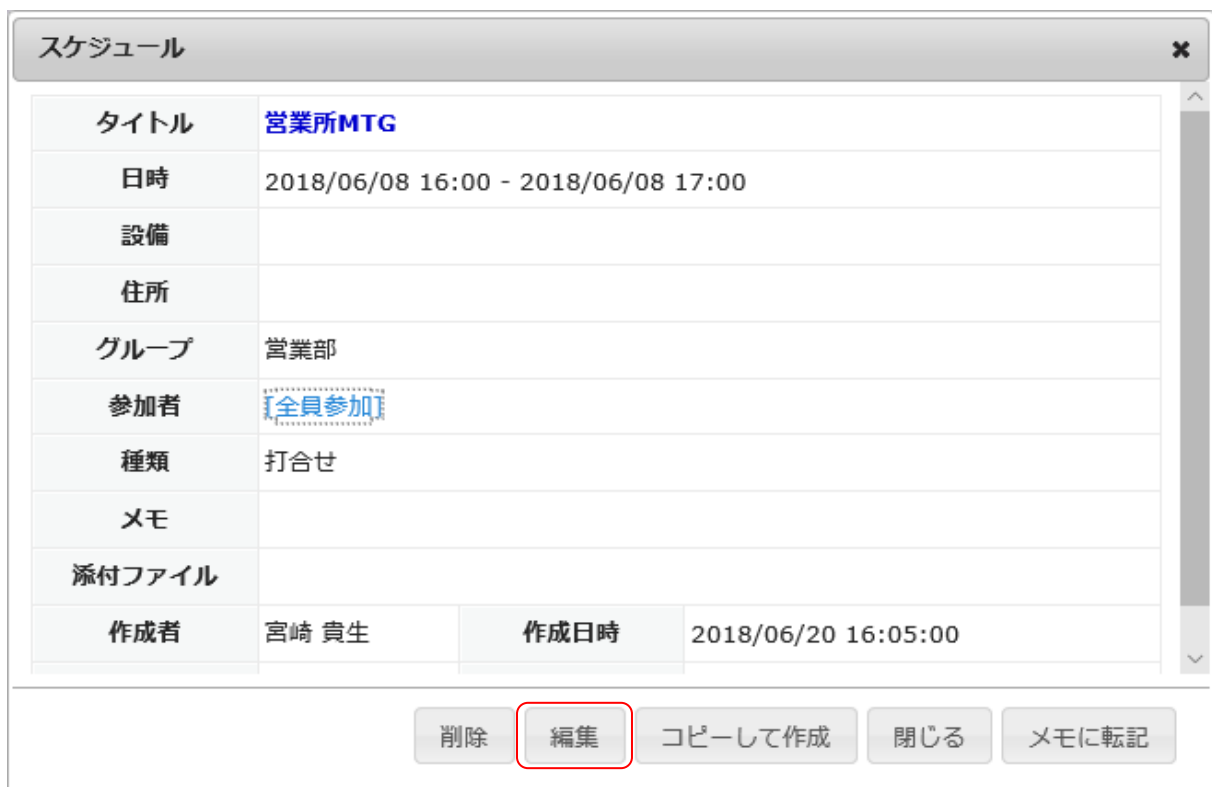 スケジュール ✖
タイトル 営業所MTG
日時 2018/06/08 16:00 - 2018/06/08 17:00
設備
住所
グループ 営業部
参加者 [全員参加]
種類 打合せ
メモ
添付ファイル
作成者 宮崎 貴生 作成日時 2018/06/20 16:05:00
削除 編集 コピーして作成 閉じる メモに転記